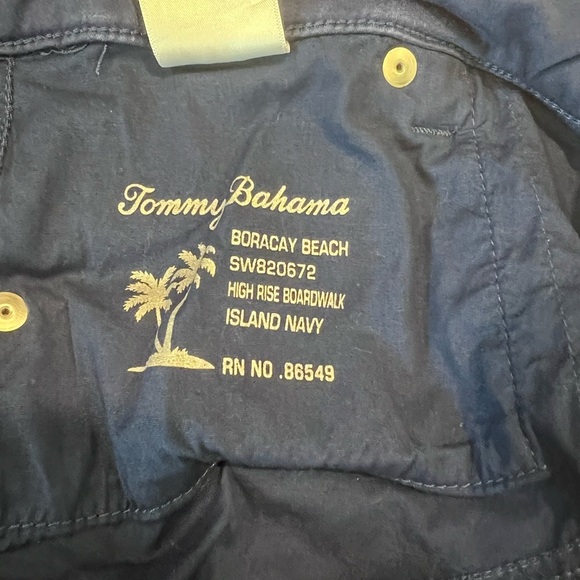 Tommy Bahama
BORACAY BEACH
SW820672
HIGH RISE BOARDWALK
ISLAND NAVY
RN NO .86549